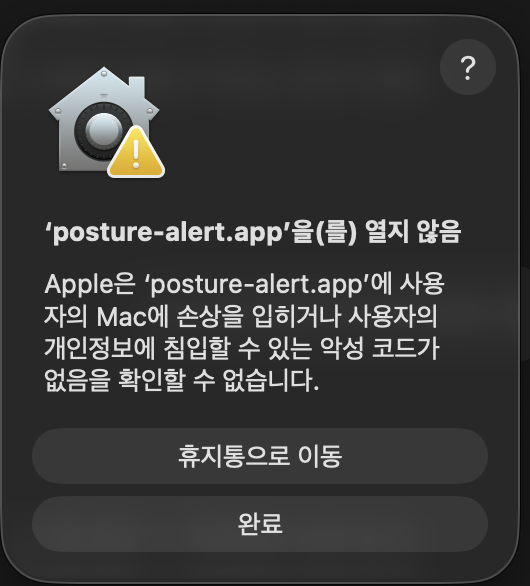 ?
‘posture-alert.app’을(를) 열지 않음
Apple은 ‘posture-alert.app’에 사용
자의 Mac에 손상을 입히거나 사용자의
개인정보에 침입할 수 있는 악성 코드가
없음을 확인할 수 없습니다.
휴지통으로 이동
완료